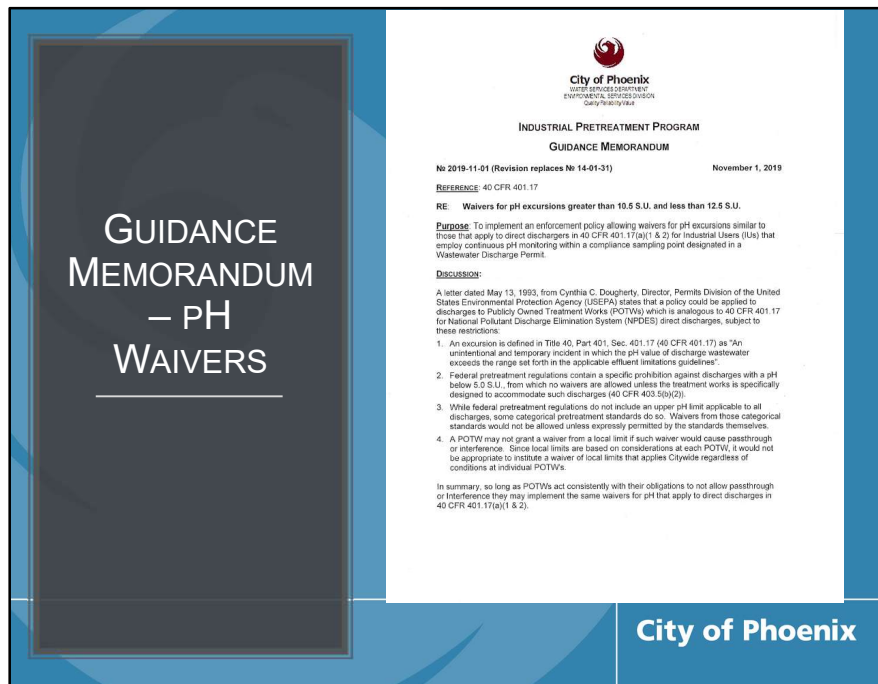 GUIDANCE
MEMORANDUM
– PH
WAIVERS
City of Phoenix
WATER SERVICES DEPARTMENT
ENVIRONMENTAL SERVICES DIVISION
Quality Reliability Value
INDUSTRIAL PRETREATMENT PROGRAM
GUIDANCE MEMORANDUM
№ 2019-11-01 (Revision replaces № 14-01-31) November 1, 2019
REFERENCE: 40 CFR 401.17
RE: Waivers for pH excursions greater than 10.5 S.U. and less than 12.5 S.U.
Purpose: To implement an enforcement policy allowing waivers for pH excursions similar to
those that apply to direct dischargers in 40 CFR 401.17(a)(1 & 2) for Industrial Users (IUs) that
employ continuous pH monitoring within a compliance sampling point designated in a
Wastewater Discharge Permit.
DISCUSSION:
A letter dated May 13, 1993, from Cynthia C. Dougherty, Director, Permits Division of the United
States Environmental Protection Agency (USEPA) states that a policy could be applied to
discharges to Publicly Owned Treatment Works (POTWs) which is analogous to 40 CFR 401.17
for National Pollutant Discharge Elimination System (NPDES) direct discharges, subject to
these restrictions:
1. An excursion is defined in Title 40, Part 401, Sec. 401.17 (40 CFR 401.17) as "An
unintentional and temporary incident in which the pH value of discharge wastewater
exceeds the range set forth in the applicable effluent limitations guidelines".
2. Federal pretreatment regulations contain a specific prohibition against discharges with a pH
below 5.0 S.U., from which no waivers are allowed unless the treatment works is specifically
designed to accommodate such discharges (40 CFR 403.5(b)(2)).
3. While federal pretreatment regulations do not include an upper pH limit applicable to all
discharges, some categorical pretreatment standards do so. Waivers from those categorical
standards would not be allowed unless expressly permitted by the standards themselves.
4. A POTW may not grant a waiver from a local limit if such waiver would cause passthrough
or interference. Since local limits are based on considerations at each POTW, it would not
be appropriate to institute a waiver of local limits that applies Citywide regardless of
conditions at individual POTW's.
In summary, so long as POTWs act consistently with their obligations to not allow passthrough
or Interference they may implement the same waivers for pH that apply to direct discharges in
40 CFR 401.17(a)(1 & 2).
City of Phoenix